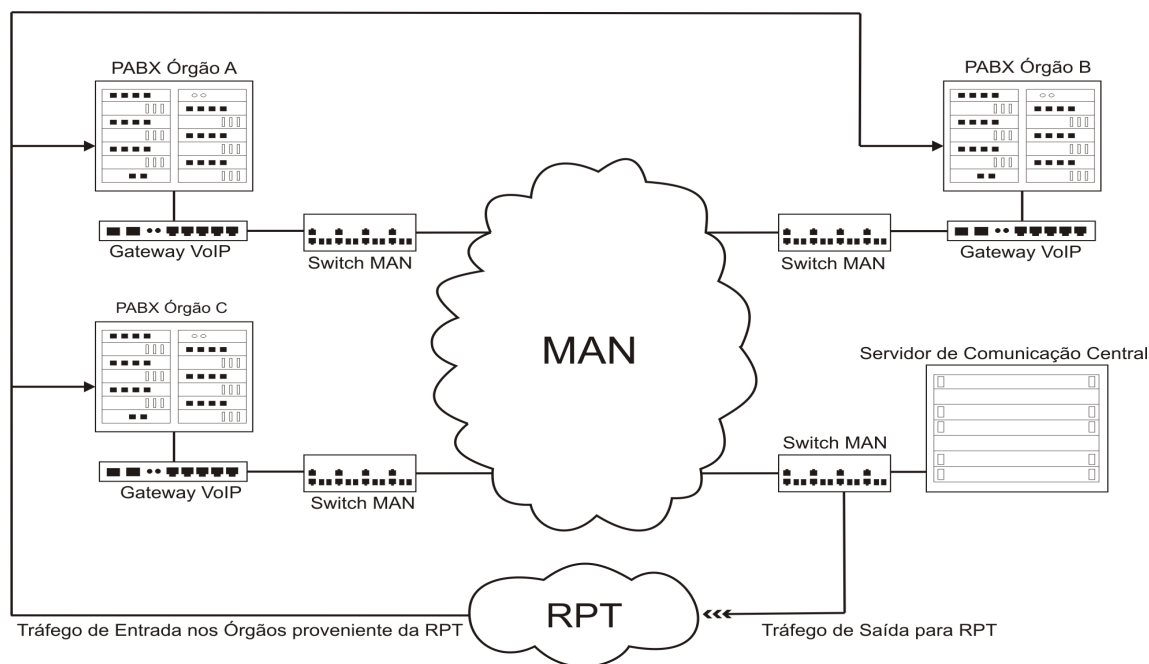 PABX Órgão A
PABX Órgão B
Gateway VoIP
Switch MAN
Switch MAN
Gateway VoIP
PABX Órgão C
MAN
Servidor de Comunicação Central
Switch MAN
Gateway VoIP
Switch MAN
RPT
Tráfego de Entrada nos Órgãos proveniente da RPT
Tráfego de Saída para RPT